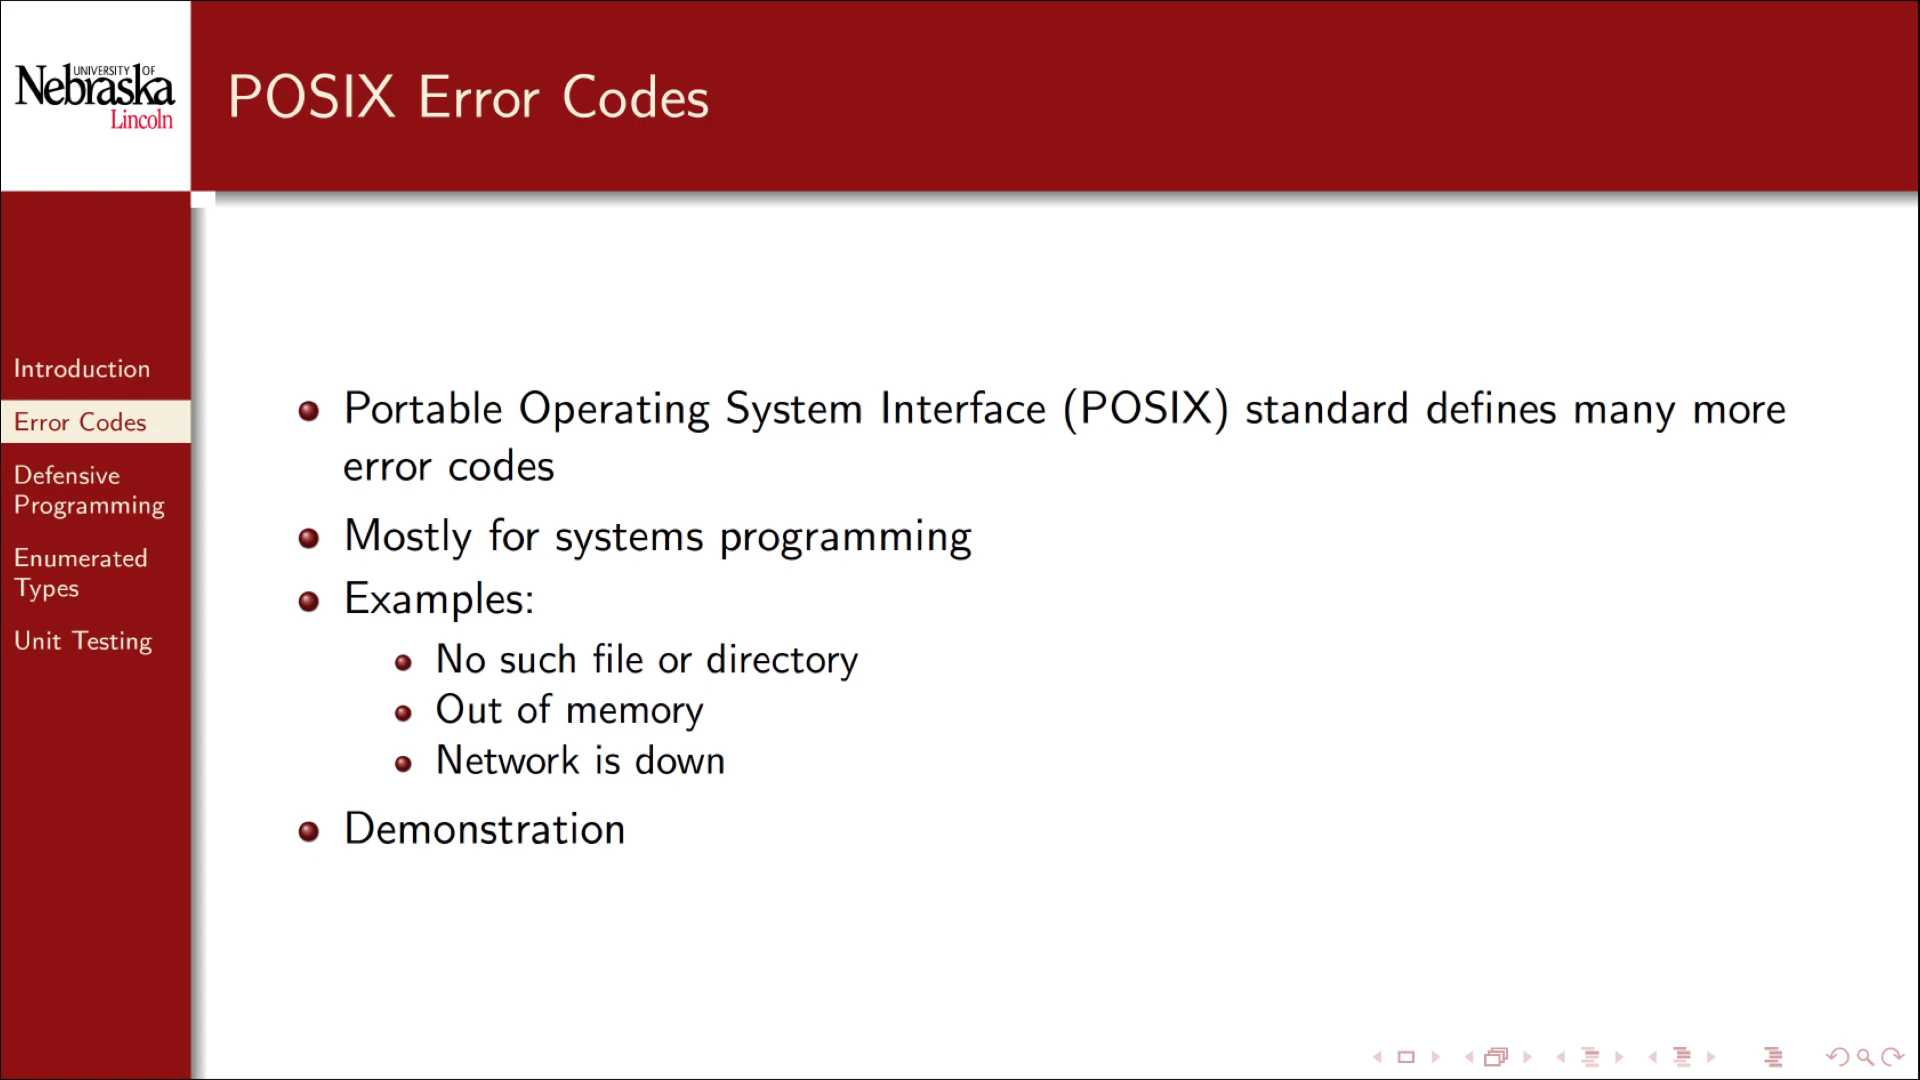 UNIVERSITY OF
Nebraska
Lincoln
POSIX Error Codes
Introduction
Error Codes
Defensive
Programming
Enumerated
Types
Unit Testing
Portable Operating System Interface (POSIX) standard defines many more
error codes
Mostly for systems programming
Examples:
No such file or directory
Out of memory
Network is down
Demonstration